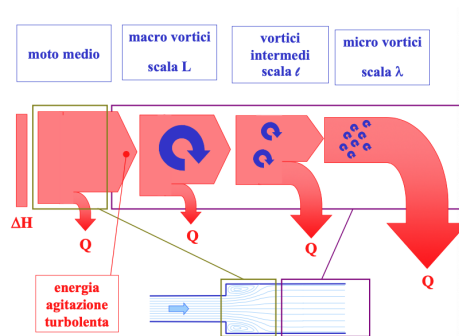 moto medio
macro vortici
scala L
vortici
intermedi
scala ℓ
micro vortici
scala λ
ΔH
Q
Q
Q
Q
energia
agitazione
turbolenta